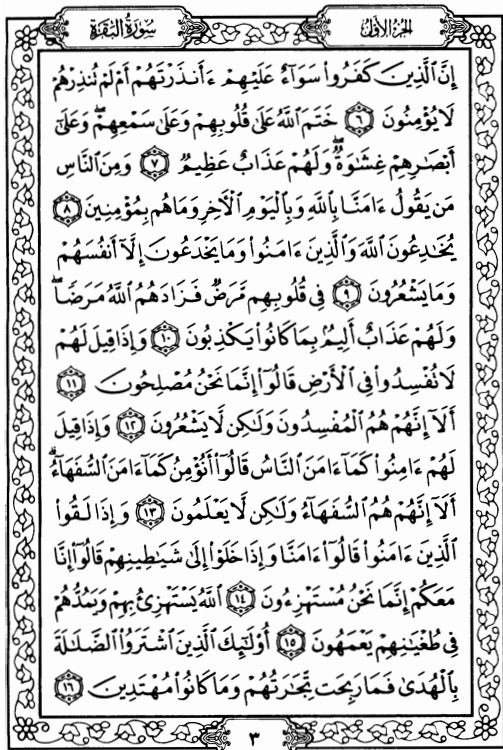 الجزء الأول
سورة البقرة
إِنَّ ٱلَّذِينَ كَفَرُوا۟ سَوَآءٌ عَلَيْهِمْ ءَأَنذَرْتَهُمْ أَمْ لَمْ تُنذِرْهُمْ
لَا يُؤْمِنُونَ ٦ خَتَمَ ٱللَّهُ عَلَىٰ قُلُوبِهِمْ وَعَلَىٰ سَمْعِهِمْ ۖ وَعَلَىٰٓ
أَبْصَٰرِهِمْ غِشَٰوَةٌ ۖ وَلَهُمْ عَذَابٌ عَظِيمٌ ٧ وَمِنَ ٱلنَّاسِ
مَن يَقُولُ ءَامَنَّا بِٱللَّهِ وَبِٱلْيَوْمِ ٱلْءَاخِرِ وَمَا هُم بِمُؤْمِنِينَ ٨
يُخَٰدِعُونَ ٱللَّهَ وَٱلَّذِينَ ءَامَنُوا۟ وَمَا يَخْدَعُونَ إِلَّآ أَنفُسَهُمْ
وَمَا يَشْعُرُونَ ٩ فِى قُلُوبِهِم مَّرَضٌ فَزَادَهُمُ ٱللَّهُ مَرَضًا ۖ
وَلَهُمْ عَذَابٌ أَلِيمٌۢ بِمَا كَانُوا۟ يَكْذِبُونَ ١٠ وَإِذَا قِيلَ لَهُمْ
لَا تُفْسِدُوا۟ فِى ٱلْأَرْضِ قَالُوٓا۟ إِنَّمَا نَحْنُ مُصْلِحُونَ ١١
أَلَآ إِنَّهُمْ هُمُ ٱلْمُفْسِدُونَ وَلَٰكِن لَّا يَشْعُرُونَ ١٢ وَإِذَا قِيلَ
لَهُمْ ءَامِنُوا۟ كَمَآ ءَامَنَ ٱلنَّاسُ قَالُوٓا۟ أَنُؤْمِنُ كَمَآ ءَامَنَ ٱلسُّفَهَآءُ ۗ
أَلَآ إِنَّهُمْ هُمُ ٱلسُّفَهَآءُ وَلَٰكِن لَّا يَعْلَمُونَ ١٣ وَإِذَا لَقُوا۟
ٱلَّذِينَ ءَامَنُوا۟ قَالُوٓا۟ ءَامَنَّا وَإِذَا خَلَوْا۟ إِلَىٰ شَيَٰطِينِهِمْ قَالُوٓا۟ إِنَّا
مَعَكُمْ إِنَّمَا نَحْنُ مُسْتَهْزِءُونَ ١٤ ٱللَّهُ يَسْتَهْزِئُ بِهِمْ وَيَمُدُّهُمْ
فِى طُغْيَٰنِهِمْ يَعْمَهُونَ ١٥ أُو۟لَٰٓئِكَ ٱلَّذِينَ ٱشْتَرَوُا۟ ٱلضَّلَٰلَةَ
بِٱلْهُدَىٰ فَمَا رَبِحَت تِّجَٰرَتُهُمْ وَمَا كَانُوا۟ مُهْتَدِينَ ١٦
٣